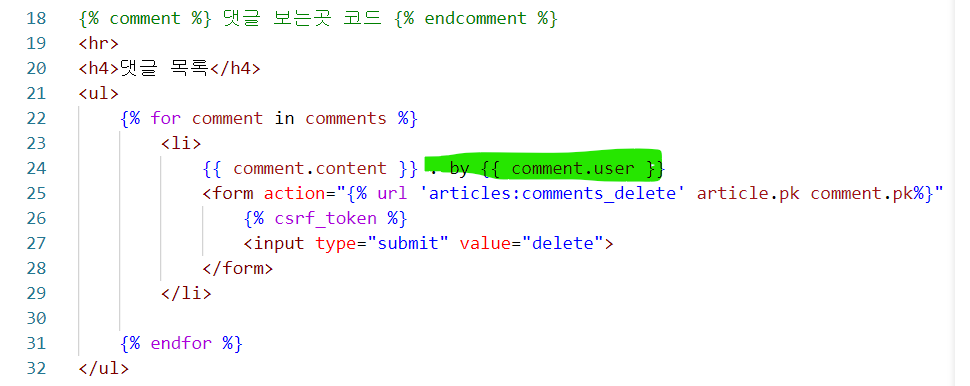 18 {% comment %} 댓글 보는곳 코드 {% endcomment %}
19 <hr>
20 <h4>댓글 목록</h4>
21 <ul>
22 {% for comment in comments %}
23 <li>
24 {{ comment.content }} . by {{ comment.user }}
25 <form action="{% url 'articles:comments_delete' article.pk comment.pk%}"
26 {% csrf_token %}
27 <input type="submit" value="delete">
28 </form>
29 </li>
30
31 {% endfor %}
32 </ul>